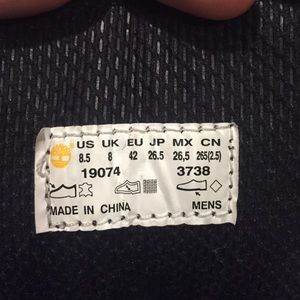 US UK EU JP MX CN
8.5 8 42 26.5 26,5 265(2.5)
19074 3738
MADE IN CHINA MENS